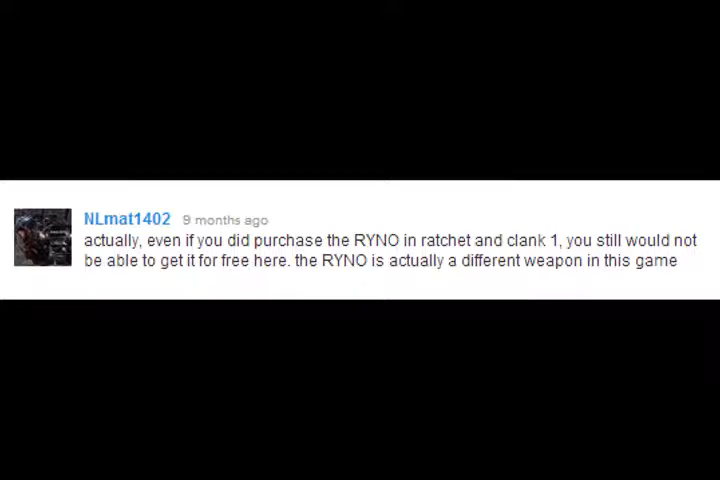 NLmat1402 9 months ago
actually, even if you did purchase the RYNO in ratchet and clank 1, you still would not
be able to get it for free here. the RYNO is actually a different weapon in this game